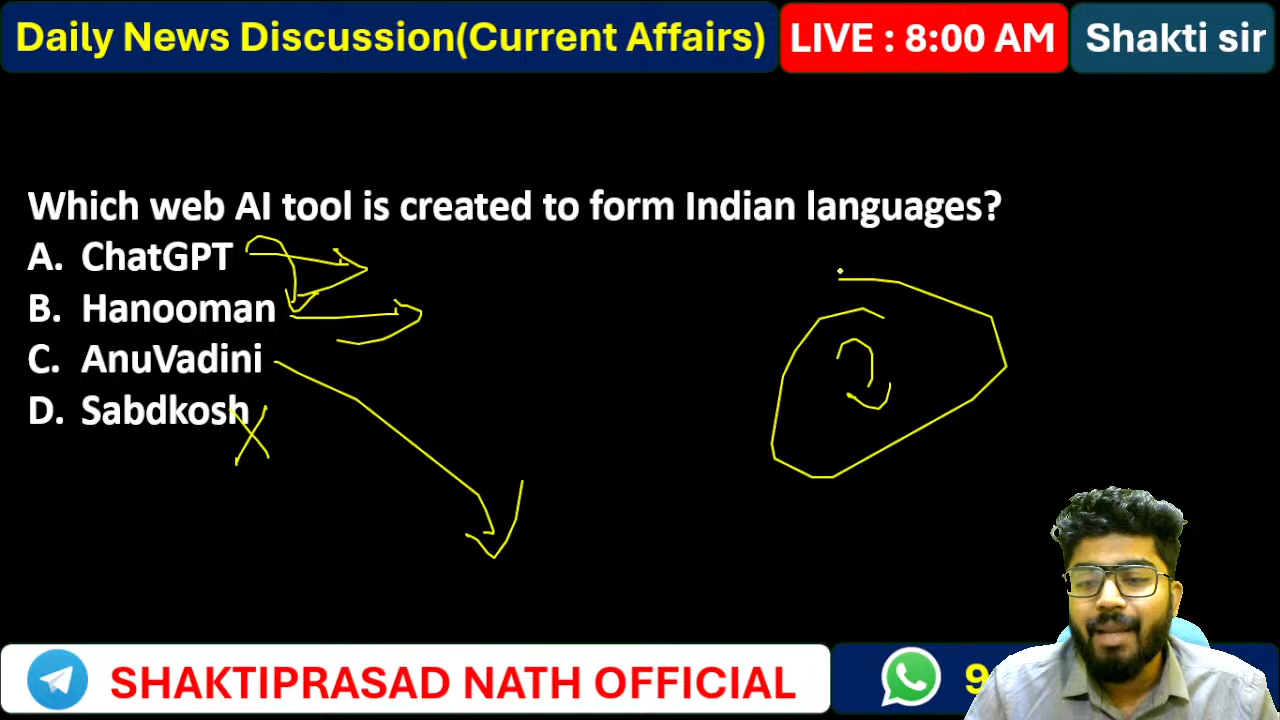 Daily News Discussion(Current Affairs) LIVE : 8:00 AM Shakti sir
Which web AI tool is created to form Indian languages?
A. ChatGPT
B. Hanooman
C. AnuVadini
D. Sabdkosh
SHAKTIPRASAD NATH OFFICIAL 9